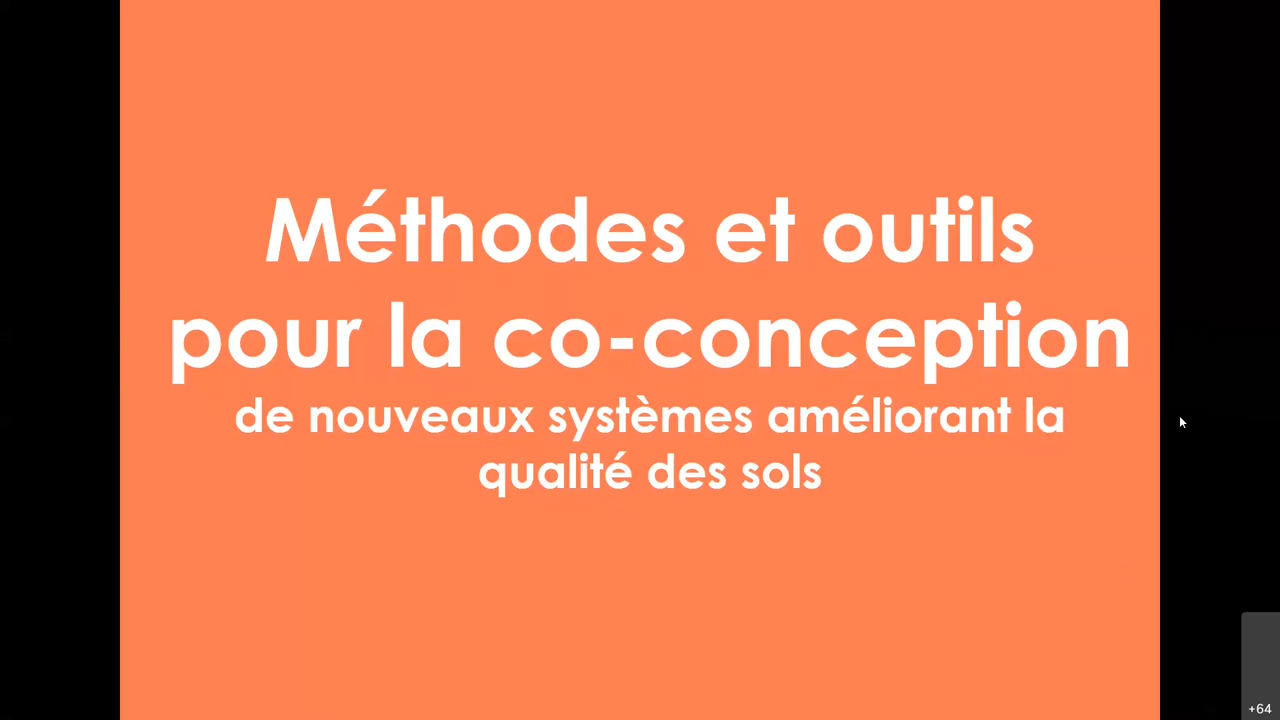 Méthodes et outils
pour la co-conception
de nouveaux systèmes améliorant la
qualité des sols
+64